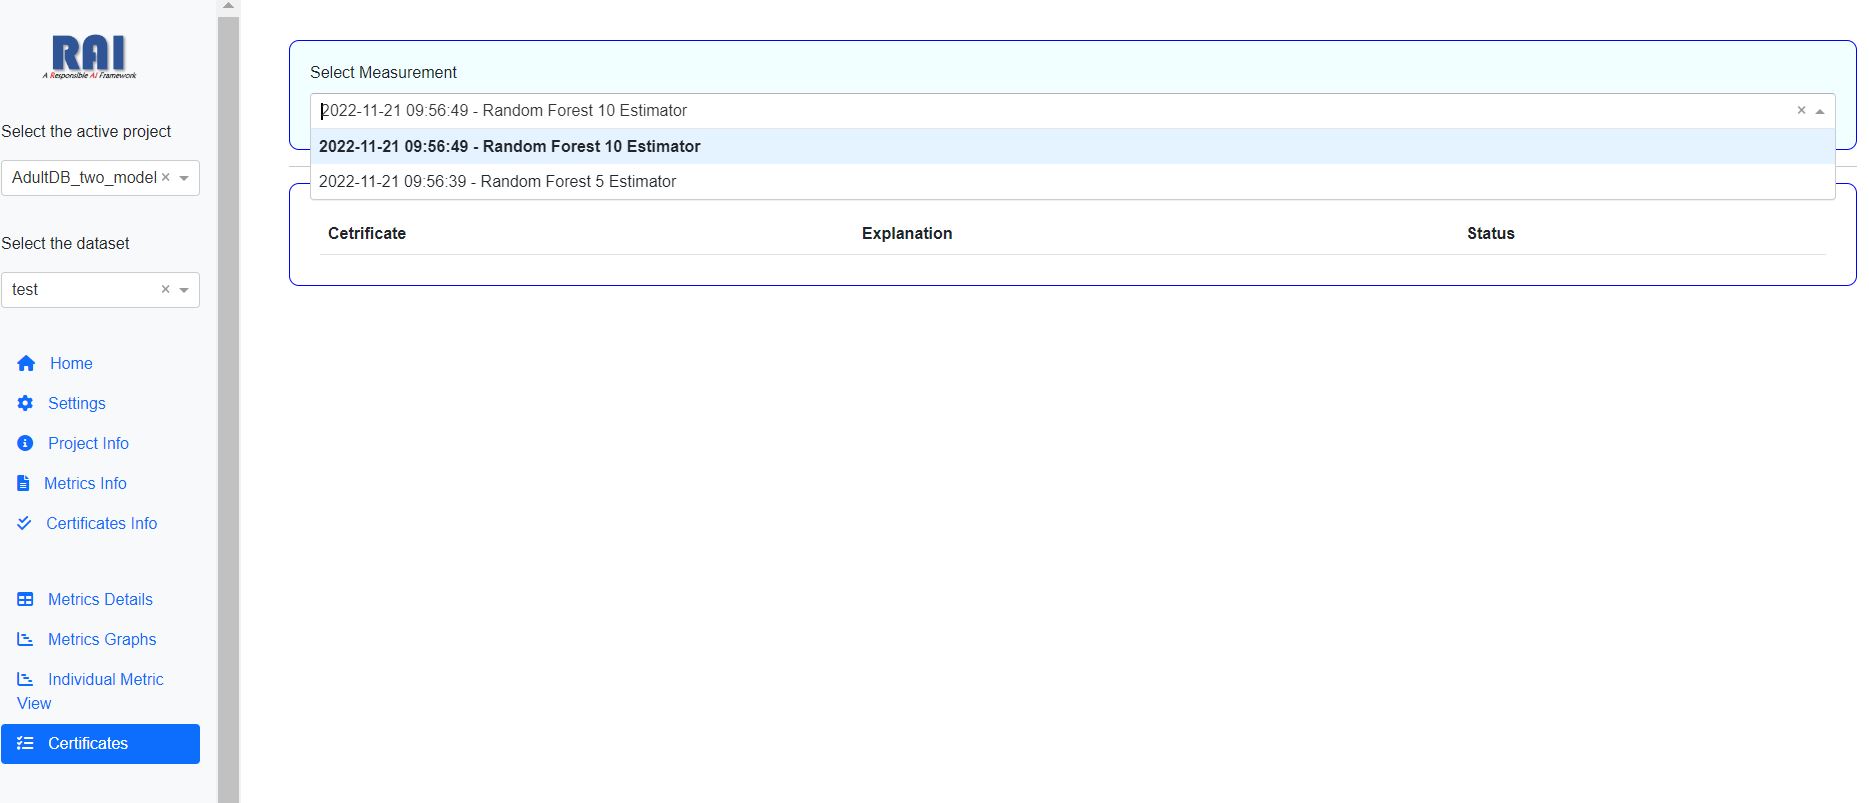 RAI
A Responsible AI Framework
Select the active project
AdultDB_two_model
Select the dataset
test
Home
Settings
Project Info
Metrics Info
Certificates Info
Metrics Details
Metrics Graphs
Individual Metric
View
Certificates
Select Measurement
2022-11-21 09:56:49 - Random Forest 10 Estimator
2022-11-21 09:56:49 - Random Forest 10 Estimator
2022-11-21 09:56:39 - Random Forest 5 Estimator
Cetrificate Explanation Status